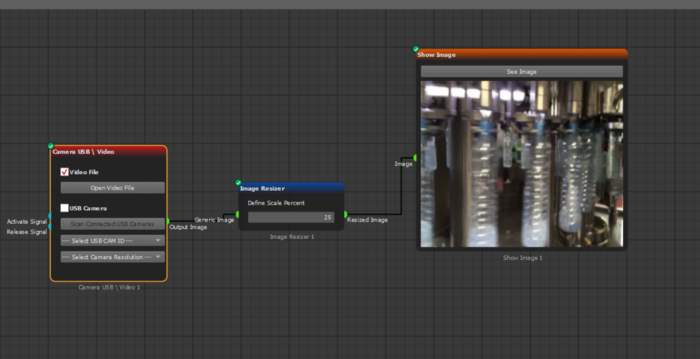 Show Image
See Image
Camera USB \ Video
Video File
Open Video File
USB Camera
Scan Connected USB Cameras
--- Select USB CAM ID ---
--- Select Camera Resolution ---
Activate Signal
Release Signal
Output Image
Camera USB \ Video 1
Image Resizer
Define Scale Percent
25
Generic Image
Resized Image
Image Resizer 1
Image
Show Image 1